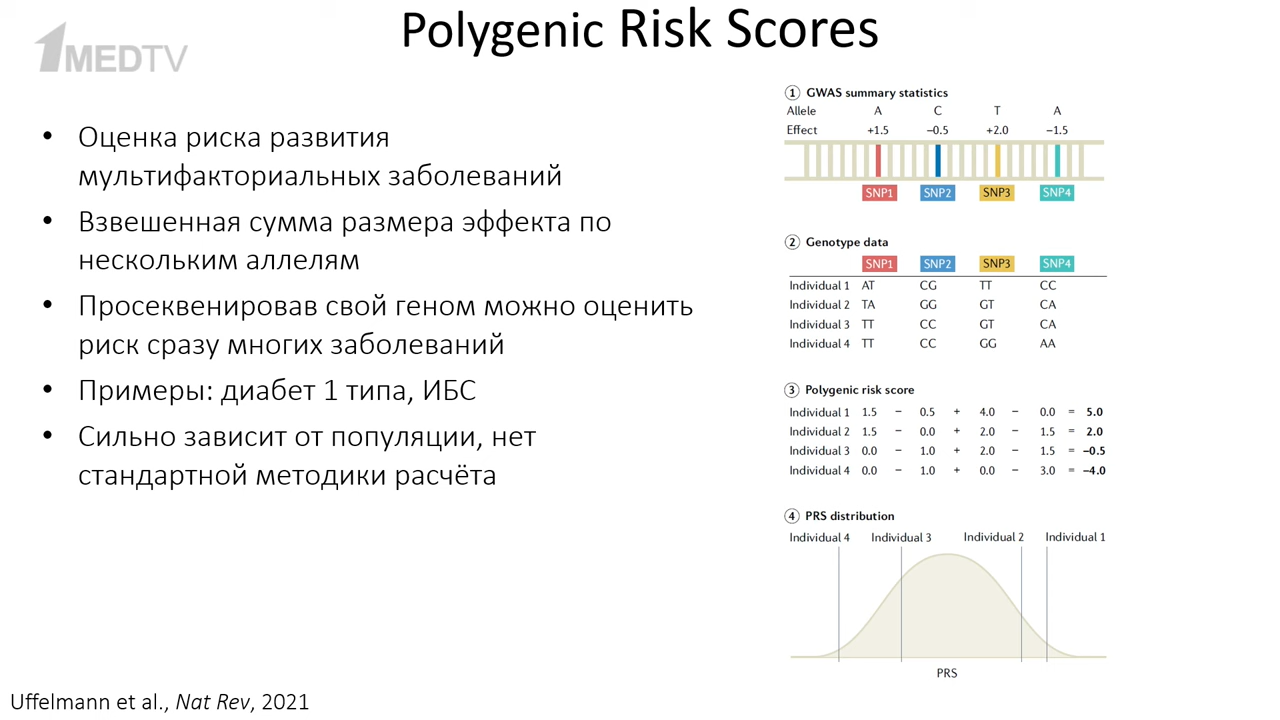 Polygenic Risk Scores
1MEDTV
• Оценка риска развития
мультифакториальных заболеваний
• Взвешенная сумма размера эффекта по
нескольким аллелям
• Просеквенировав свой геном можно оценить
риск сразу многих заболеваний
• Примеры: диабет 1 типа, ИБС
• Сильно зависит от популяции, нет
стандартной методики расчёта
Uffelmann et al., Nat Rev, 2021
1 GWAS summary statistics
Allele A C T A
Effect +1.5 –0.5 +2.0 –1.5
SNP1 SNP2 SNP3 SNP4
2 Genotype data
SNP1 SNP2 SNP3 SNP4
Individual 1 AT CG TT CC
Individual 2 TA GG GT CA
Individual 3 TT CC GT CA
Individual 4 TT CC GG AA
3 Polygenic risk score
Individual 1 1.5 – 0.5 + 4.0 – 0.0 = 5.0
Individual 2 1.5 – 0.0 + 2.0 – 1.5 = 2.0
Individual 3 0.0 – 1.0 + 2.0 – 1.5 = –0.5
Individual 4 0.0 – 1.0 + 0.0 – 3.0 = –4.0
4 PRS distribution
Individual 4 Individual 3 Individual 2 Individual 1
PRS